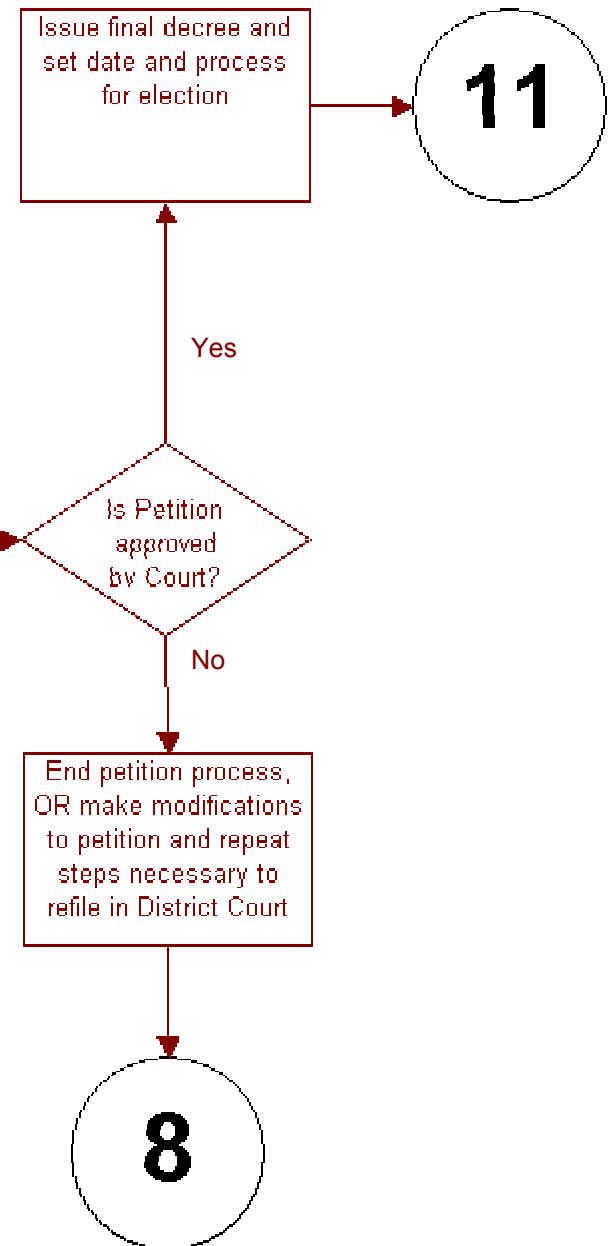 Issue final decree and
set date and process
for election
11
Yes
Is Petition
approved
by Court?
No
End petition process,
OR make modifications
to petition and repeat
steps necessary to
refile in District Court
8